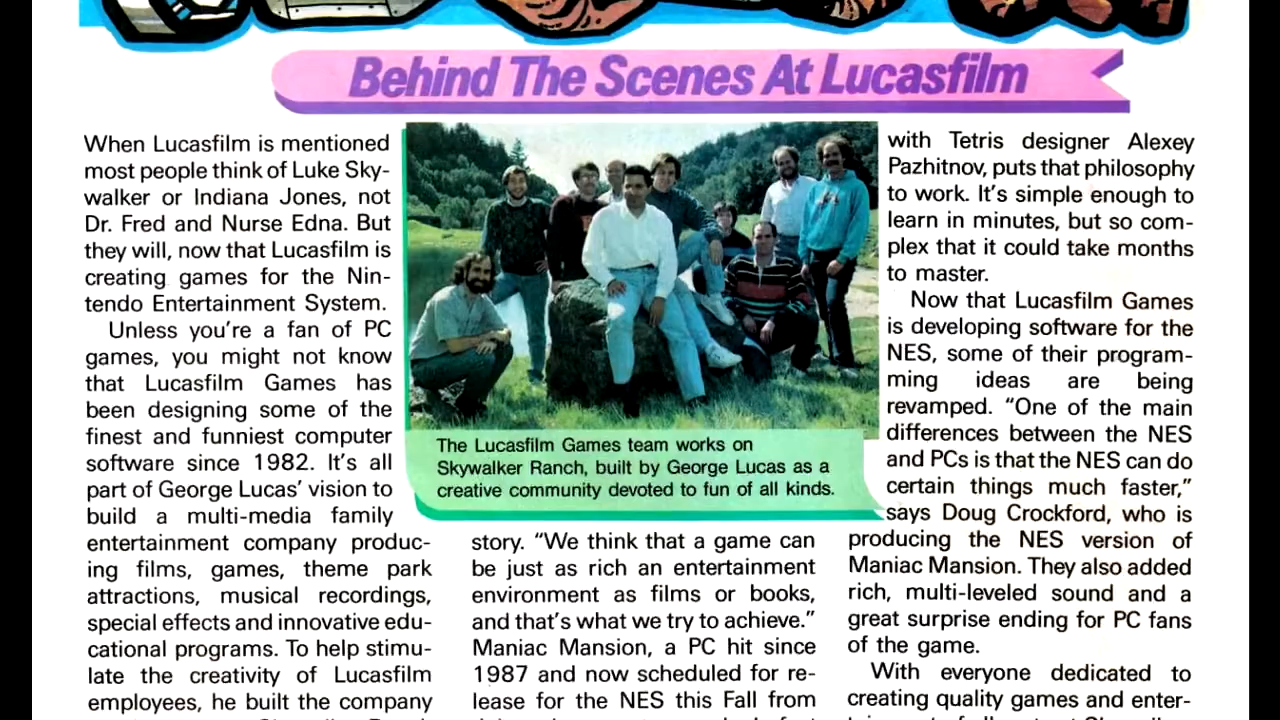 Behind The Scenes At Lucasfilm
When Lucasfilm is mentioned
most people think of Luke Sky-
walker or Indiana Jones, not
Dr. Fred and Nurse Edna. But
they will, now that Lucasfilm is
creating games for the Nin-
tendo Entertainment System.
Unless you're a fan of PC
games, you might not know
that Lucasfilm Games has
been designing some of the
finest and funniest computer
software since 1982. It's all
part of George Lucas' vision to
build a multi-media family
entertainment company produc-
ing films, games, theme park
attractions, musical recordings,
special effects and innovative edu-
cational programs. To help stimu-
late the creativity of Lucasfilm
employees, he built the company
The Lucasfilm Games team works on
Skywalker Ranch, built by George Lucas as a
creative community devoted to fun of all kinds.
story. “We think that a game can
be just as rich an entertainment
environment as films or books,
and that's what we try to achieve.”
Maniac Mansion, a PC hit since
1987 and now scheduled for re-
lease for the NES this Fall from
with Tetris designer Alexey
Pazhitnov, puts that philosophy
to work. It's simple enough to
learn in minutes, but so com-
plex that it could take months
to master.
Now that Lucasfilm Games
is developing software for the
NES, some of their program-
ming ideas are being
revamped. “One of the main
differences between the NES
and PCs is that the NES can do
certain things much faster,”
says Doug Crockford, who is
producing the NES version of
Maniac Mansion. They also added
rich, multi-leveled sound and a
great surprise ending for PC fans
of the game.
With everyone dedicated to
creating quality games and enter-